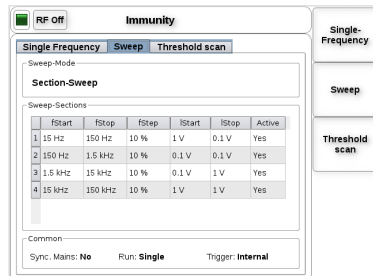 RF Off
Immunity
Single Frequency Sweep Threshold scan
Sweep-Mode
Section-Sweep
Sweep-Sections
fStart fStop fStep lStart lStop Active
1 15 Hz 150 Hz 10 % 1 V 0.1 V Yes
2 150 Hz 1.5 kHz 10 % 0.1 V 0.1 V Yes
3 1.5 kHz 15 kHz 10 % 0.1 V 1 V Yes
4 15 kHz 150 kHz 10 % 1 V 1 V Yes
Common
Sync. Mains: No Run: Single Trigger: Internal
Single-
Frequency
Sweep
Threshold
scan